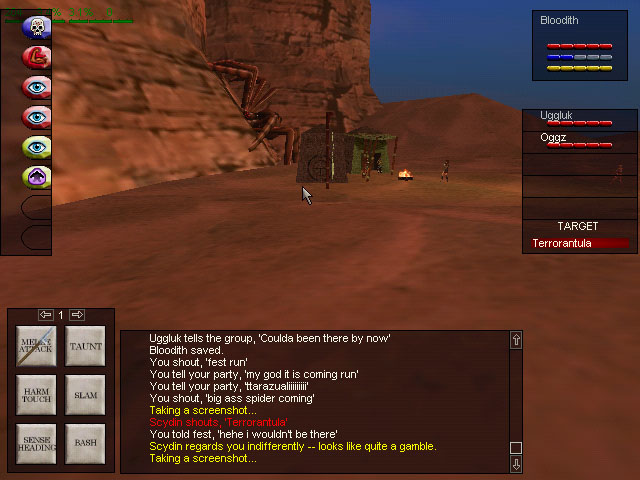 Bloodith
Uggluk
Oggz
TARGET
Terrorantula
1
MELEE ATTACK
TAUNT
HARM TOUCH
SLAM
SENSE HEADING
BASH
Uggluk tells the group, 'Coulda been there by now'
Bloodith saved.
You shout, 'fest run'
You tell your party, 'my god it is coming run'
You tell your party, 'ttarazualiiiiiiiii'
You shout, 'big ass spider coming'
Taking a screenshot...
Scydin shouts, 'Terrorantula'
You told fest, 'hehe i wouldn't be there'
Scydin regards you indifferently -- looks like quite a gamble.
Taking a screenshot...